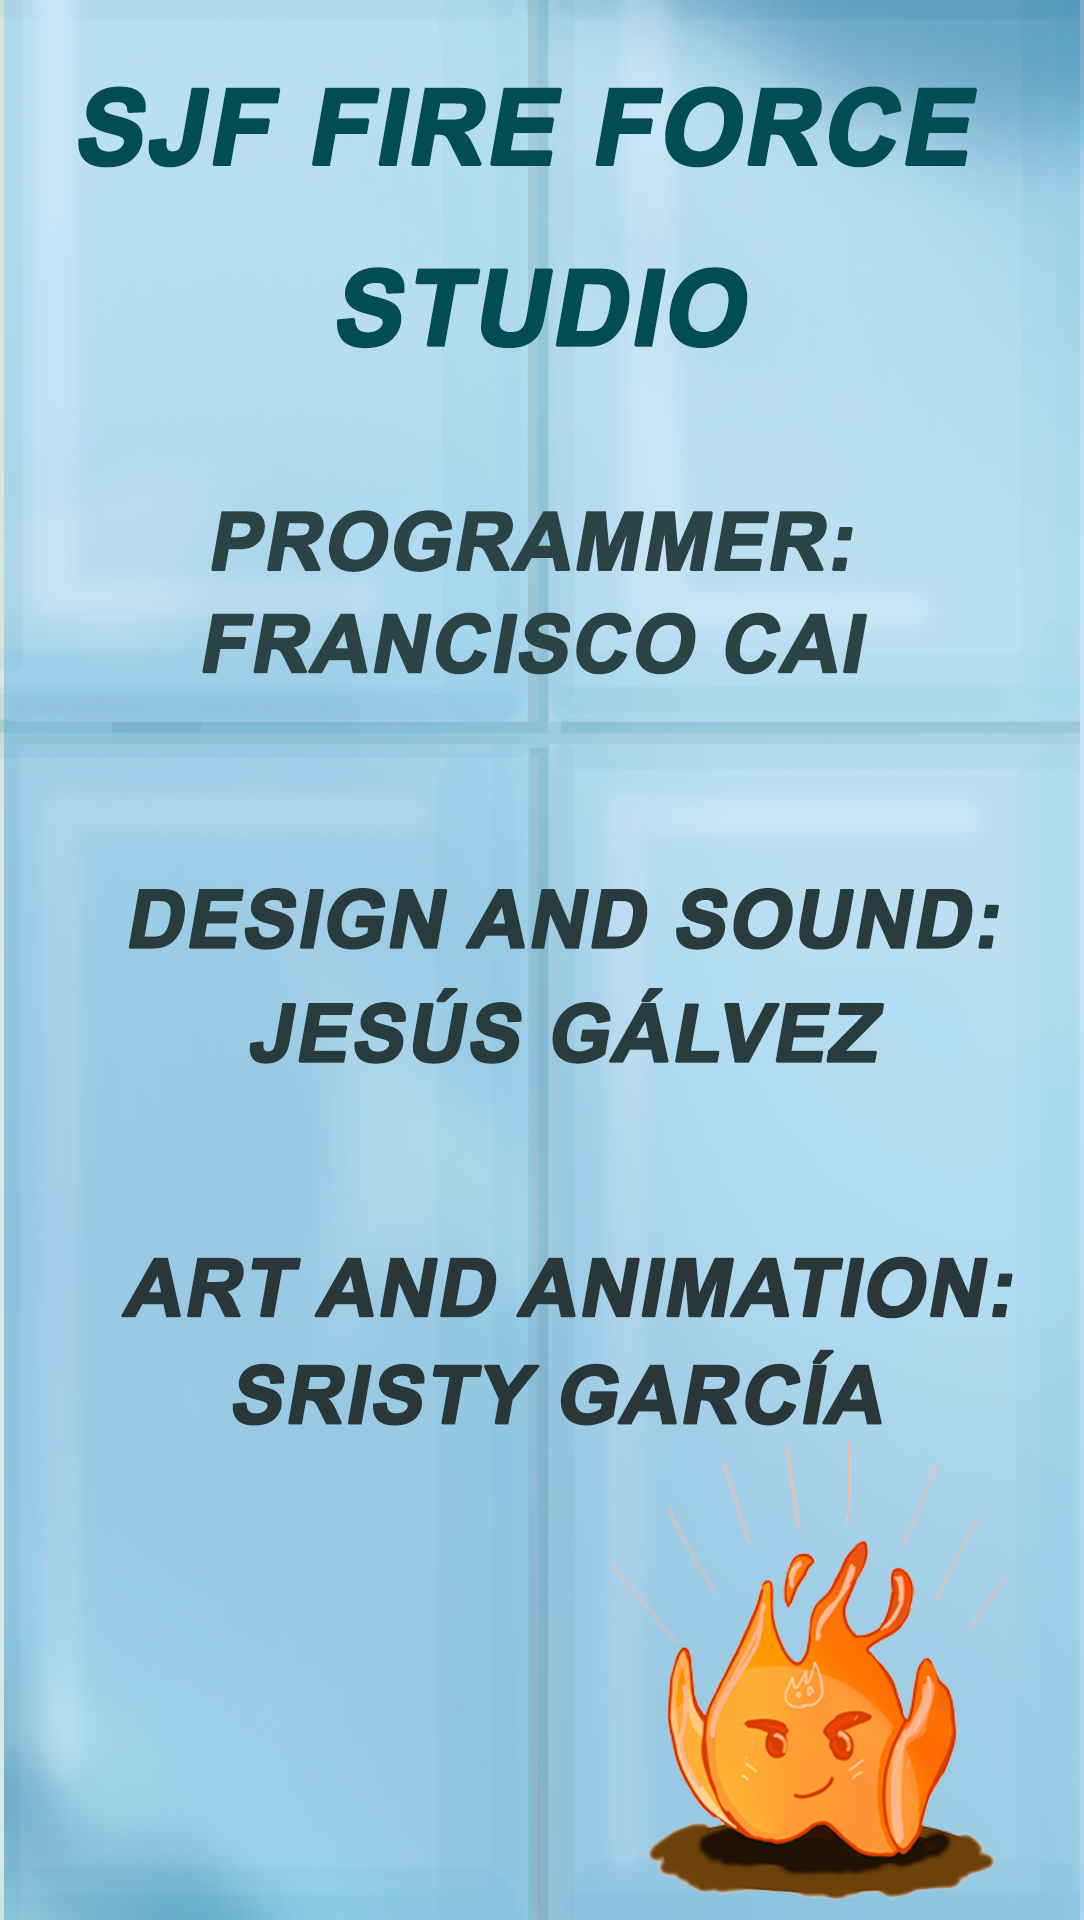 SJF FIRE FORCE
STUDIO
PROGRAMMER:
FRANCISCO CAI
DESIGN AND SOUND:
JESÚS GÁLVEZ
ART AND ANIMATION:
SRISTY GARCÍA